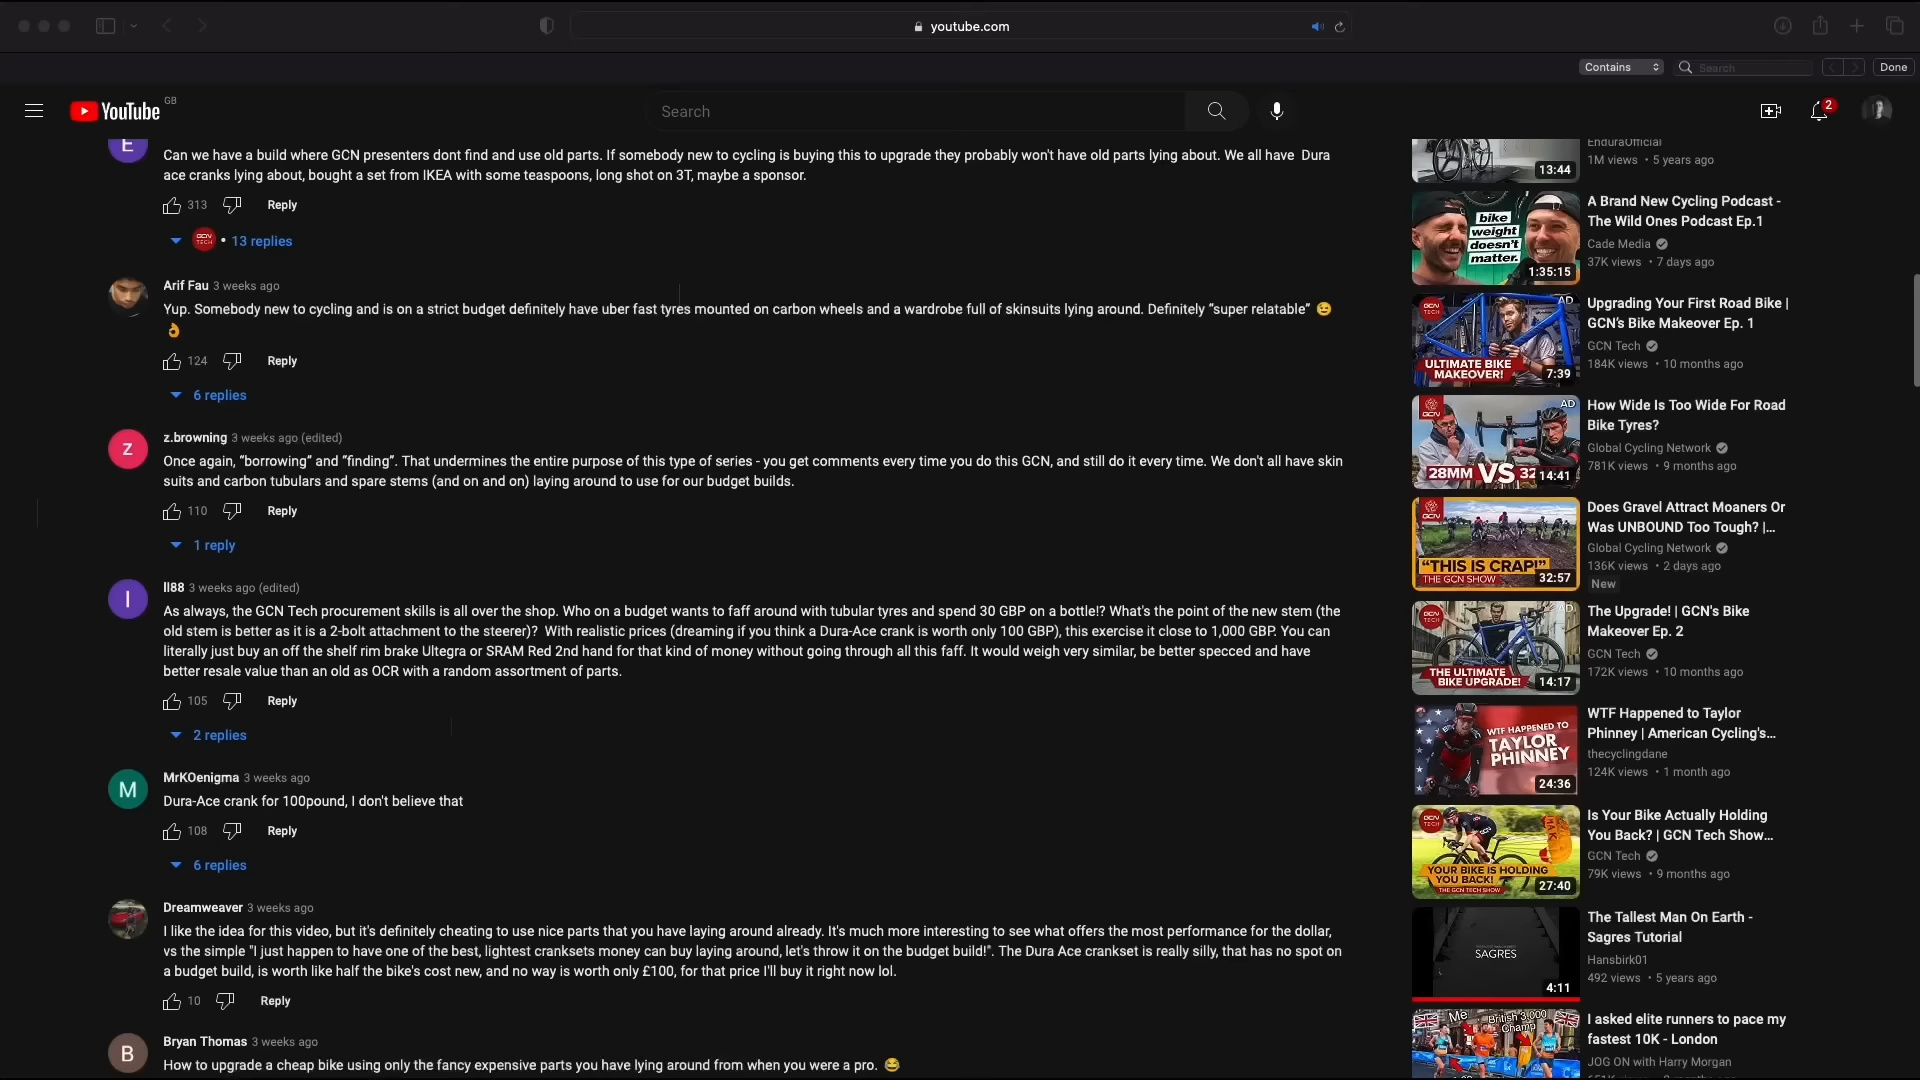 youtube.com
Contains
Search
Done
YouTube GB
Search
2
E
Can we have a build where GCN presenters dont find and use old parts. If somebody new to cycling is buying this to upgrade they probably won't have old parts lying about. We all have  Dura
ace cranks lying about, bought a set from IKEA with some teaspoons, long shot on 3T, maybe a sponsor.
313 Reply
GCN TECH • 13 replies
Arif Fau 3 weeks ago
Yup. Somebody new to cycling and is on a strict budget definitely have uber fast tyres mounted on carbon wheels and a wardrobe full of skinsuits lying around. Definitely “super relatable” 😉
👌
124 Reply
6 replies
Z
z.browning 3 weeks ago (edited)
Once again, “borrowing” and “finding”. That undermines the entire purpose of this type of series - you get comments every time you do this GCN, and still do it every time. We don't all have skin
suits and carbon tubulars and spare stems (and on and on) laying around to use for our budget builds.
110 Reply
1 reply
I
Il88 3 weeks ago (edited)
As always, the GCN Tech procurement skills is all over the shop. Who on a budget wants to faff around with tubular tyres and spend 30 GBP on a bottle!? What's the point of the new stem (the
old stem is better as it is a 2-bolt attachment to the steerer)?  With realistic prices (dreaming if you think a Dura-Ace crank is worth only 100 GBP), this exercise it close to 1,000 GBP. You can
literally just buy an off the shelf rim brake Ultegra or SRAM Red 2nd hand for that kind of money without going through all this faff. It would weigh very similar, be better specced and have
better resale value than an old as OCR with a random assortment of parts.
105 Reply
2 replies
M
MrKOenigma 3 weeks ago
Dura-Ace crank for 100pound, I don't believe that
108 Reply
6 replies
Dreamweaver 3 weeks ago
I like the idea for this video, but it's definitely cheating to use nice parts that you have laying around already. It's much more interesting to see what offers the most performance for the dollar,
vs the simple "I just happen to have one of the best, lightest cranksets money can buy laying around, let's throw it on the budget build!". The Dura Ace crankset is really silly, that has no spot on
a budget build, is worth like half the bike's cost new, and no way is worth only £100, for that price I'll buy it right now lol.
10 Reply
B
Bryan Thomas 3 weeks ago
How to upgrade a cheap bike using only the fancy expensive parts you have lying around from when you were a pro. 😂
13:44
EnduraOfficial
1M views • 5 years ago
bike
weight
doesn't
matter.
1:35:15
A Brand New Cycling Podcast -
The Wild Ones Podcast Ep.1
Cade Media
37K views • 7 days ago
GCN TECH
AD
ULTIMATE BIKE
MAKEOVER!
7:39
Upgrading Your First Road Bike |
GCN's Bike Makeover Ep. 1
GCN Tech
184K views • 10 months ago
GCN
AD
28MM VS 32
14:41
How Wide Is Too Wide For Road
Bike Tyres?
Global Cycling Network
781K views • 9 months ago
GCN
“THIS IS CRAP!”
THE GCN SHOW
32:57
Does Gravel Attract Moaners Or
Was UNBOUND Too Tough? |...
Global Cycling Network
136K views • 2 days ago
New
GCN TECH
AD
THE ULTIMATE
BIKE UPGRADE!
14:17
The Upgrade! | GCN's Bike
Makeover Ep. 2
GCN Tech
172K views • 10 months ago
WTF HAPPENED TO
TAYLOR
PHINNEY
24:36
WTF Happened to Taylor
Phinney | American Cycling's...
thecyclingdane
124K views • 1 month ago
GCN TECH
YOUR BIKE IS HOLDING
YOU BACK!
THE GCN TECH SHOW
27:40
Is Your Bike Actually Holding
You Back? | GCN Tech Show...
GCN Tech
79K views • 9 months ago
SAGRES
4:11
The Tallest Man On Earth -
Sagres Tutorial
Hansbirk01
492 views • 5 years ago
Me
British 3,000
Champ
I asked elite runners to pace my
fastest 10K - London
JOG ON with Harry Morgan